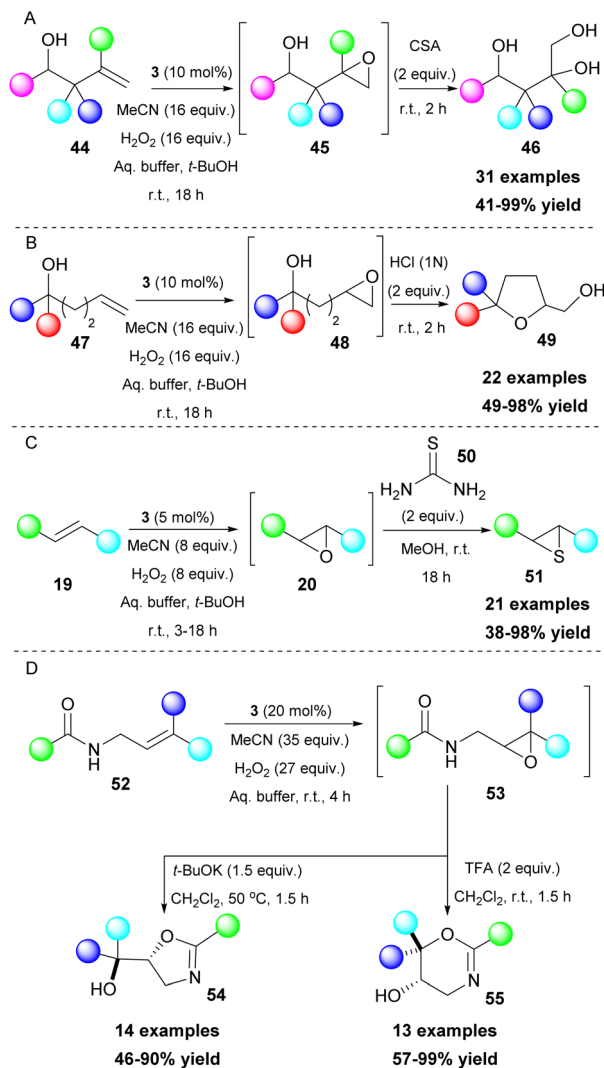 A
OH
3 (10 mol%)
MeCN (16 equiv.)
H2O2 (16 equiv.)
Aq. buffer, t-BuOH
r.t., 18 h
44
OH
O
45
CSA
(2 equiv.)
r.t., 2 h
OH
OH
OH
46
31 examples
41-99% yield
B
OH
2
47
3 (10 mol%)
MeCN (16 equiv.)
H2O2 (16 equiv.)
Aq. buffer, t-BuOH
r.t., 18 h
OH
O
2
48
HCl (1N)
(2 equiv.)
r.t., 2 h
O
OH
49
22 examples
49-98% yield
C
19
3 (5 mol%)
MeCN (8 equiv.)
H2O2 (8 equiv.)
Aq. buffer, t-BuOH
r.t., 3-18 h
O
20
S
50
H2N NH2
(2 equiv.)
MeOH, r.t.
18 h
S
51
21 examples
38-98% yield
D
O
N
H
52
3 (20 mol%)
MeCN (35 equiv.)
H2O2 (27 equiv.)
Aq. buffer, r.t., 4 h
O
N
H
O
53
t-BuOK (1.5 equiv.)
CH2Cl2, 50 °C, 1.5 h
TFA (2 equiv.)
CH2Cl2, r.t., 1.5 h
O
N
HO
54
14 examples
46-90% yield
O
N
HO
55
13 examples
57-99% yield